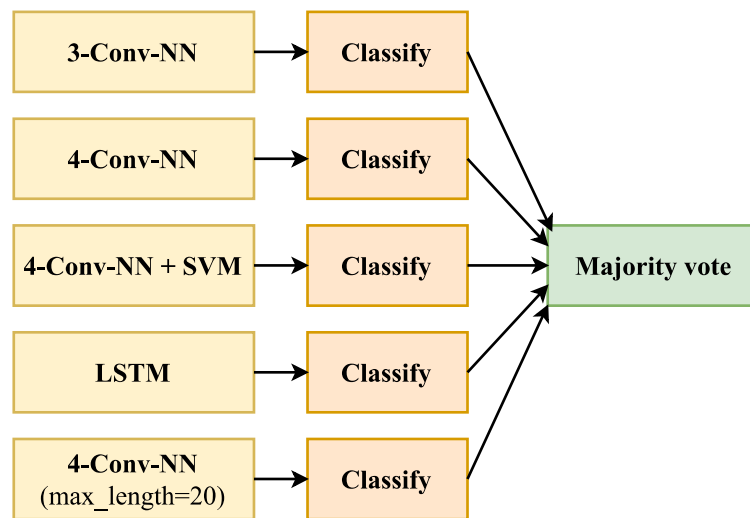 3-Conv-NN
Classify
4-Conv-NN
Classify
4-Conv-NN + SVM
Classify
Majority vote
LSTM
Classify
4-Conv-NN
(max_length=20)
Classify